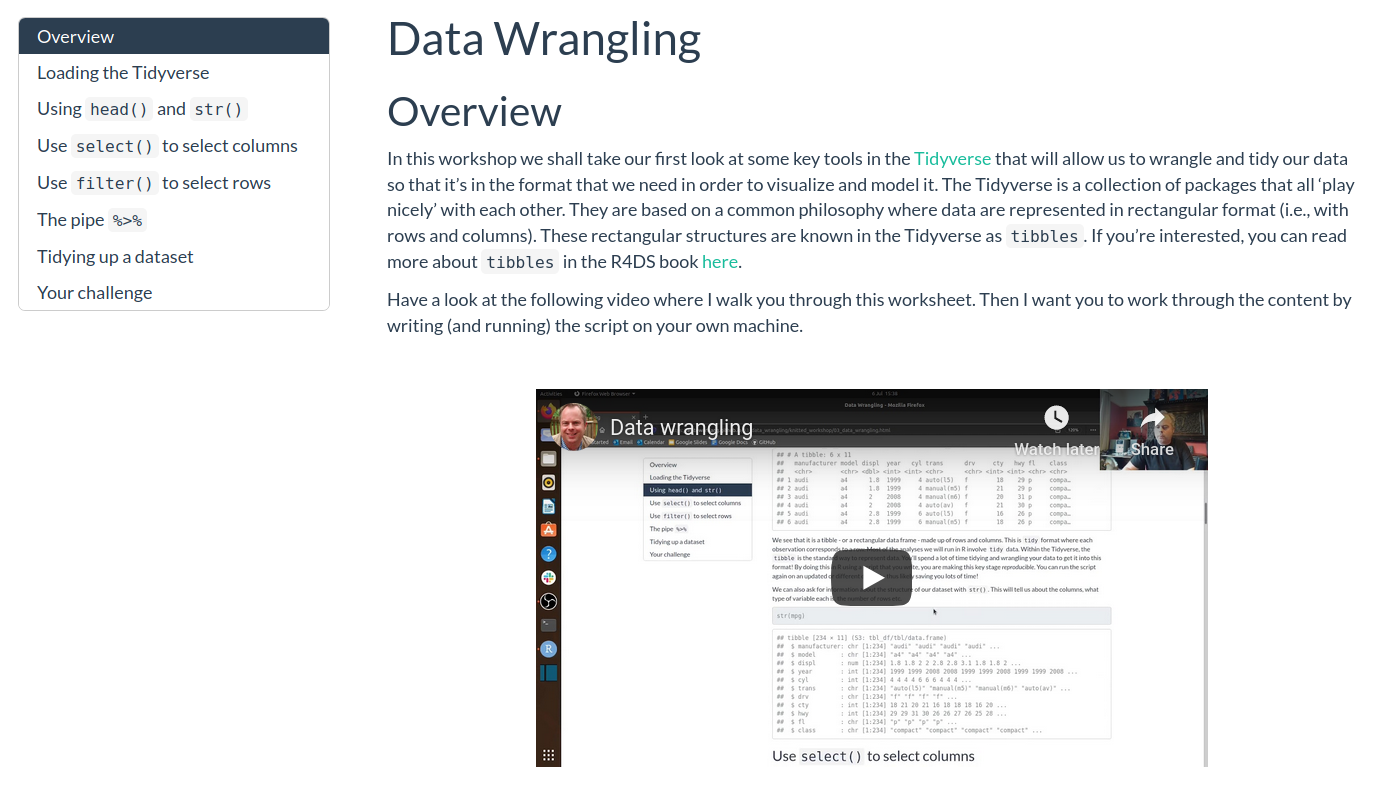 Overview
Loading the Tidyverse
Using head() and str()
Use select() to select columns
Use filter() to select rows
The pipe %>%
Tidying up a dataset
Your challenge
Data Wrangling
Overview
In this workshop we shall take our first look at some key tools in the Tidyverse that will allow us to wrangle and tidy our data
so that it’s in the format that we need in order to visualize and model it. The Tidyverse is a collection of packages that all ‘play
nicely’ with each other. They are based on a common philosophy where data are represented in rectangular format (i.e., with
rows and columns). These rectangular structures are known in the Tidyverse as tibbles . If you’re interested, you can read
more about tibbles in the R4DS book here.
Have a look at the following video where I walk you through this worksheet. Then I want you to work through the content by
writing (and running) the script on your own machine.
Activities Firefox Web Browser
Data Wrangling - Mozilla Firefox
Data wrangling
Watch later
Share
Email Calendar Google Slides Google Docs GitHub
Overview
Loading the Tidyverse
Using head() and str()
Use select() to select columns
Use filter() to select rows
The pipe %>%
Tidying up a dataset
Your challenge
## # A tibble: 6 x 11
## manufacturer model displ year cyl trans drv cty hwy fl class
## <chr> <chr> <dbl> <int> <int> <chr> <chr> <int> <int> <chr> <chr>
## 1 audi a4 1.8 1999 4 auto(l5) f 18 29 p compa…
## 2 audi a4 1.8 1999 4 manual(m5) f 21 29 p compa…
## 3 audi a4 2 2008 4 manual(m6) f 20 31 p compa…
## 4 audi a4 2 2008 4 auto(av) f 21 30 p compa…
## 5 audi a4 2.8 1999 6 auto(l5) f 16 26 p compa…
## 6 audi a4 2.8 1999 6 manual(m5) f 18 26 p compa…
We see that it is a tibble - or a rectangular data frame - made up of rows and columns. This is tidy format where each
observation corresponds to a row. Most of the analyses we will run in R involve tidy data. Within the Tidyverse, the
tibble is the standard way to represent data. You'll spend a lot of time tidying and wrangling your data to get it into this
format! By doing this in R using a script that you write, you are making this key stage reproducible. You can run the script
again on an updated or different likely saving you lots of time!
We can also ask for information about the structure of our dataset with str() . This will tell us about the columns, what
type of variable each is, the number of rows etc.
str(mpg)
## tibble [234 × 11] (S3: tbl_df/tbl/data.frame)
## $ manufacturer: chr [1:234] "audi" "audi" "audi" "audi" ...
## $ model : chr [1:234] "a4" "a4" "a4" "a4" ...
## $ displ : num [1:234] 1.8 1.8 2 2 2.8 2.8 3.1 1.8 1.8 2 ...
## $ year : int [1:234] 1999 1999 2008 2008 1999 1999 2008 1999 1999 2008 ...
## $ cyl : int [1:234] 4 4 4 4 6 6 6 4 4 4 ...
## $ trans : chr [1:234] "auto(l5)" "manual(m5)" "manual(m6)" "auto(av)" ...
## $ drv : chr [1:234] "f" "f" "f" "f" ...
## $ cty : int [1:234] 18 21 20 21 16 18 18 18 16 20 ...
## $ hwy : int [1:234] 29 29 31 30 26 26 27 26 25 28 ...
## $ fl : chr [1:234] "p" "p" "p" "p" ...
## $ class : chr [1:234] "compact" "compact" "compact" "compact" ...
Use select() to select columns